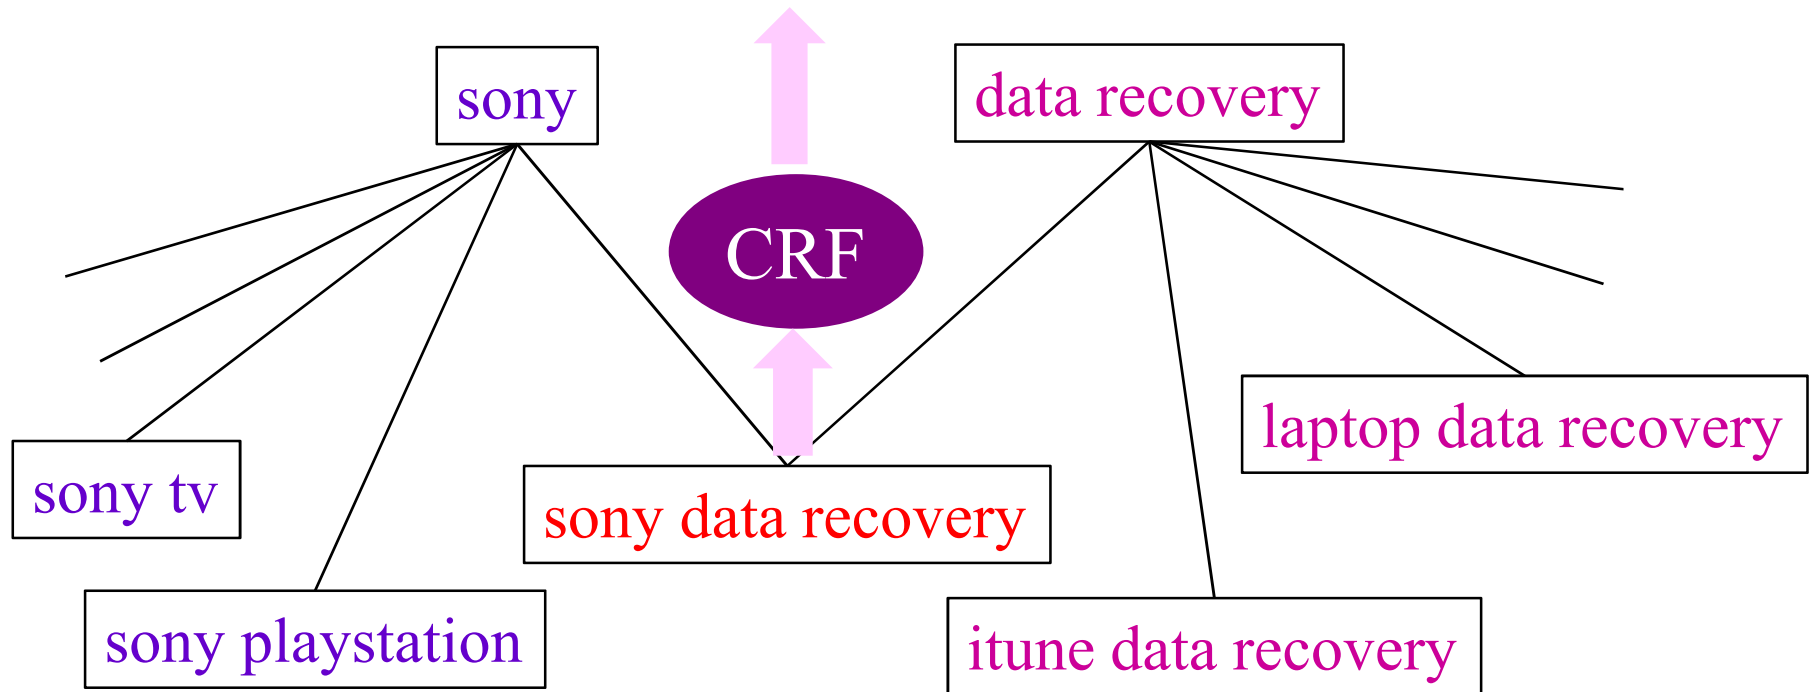 sony
data recovery
CRF
laptop data recovery
sony tv
sony data recovery
sony playstation
itune data recovery